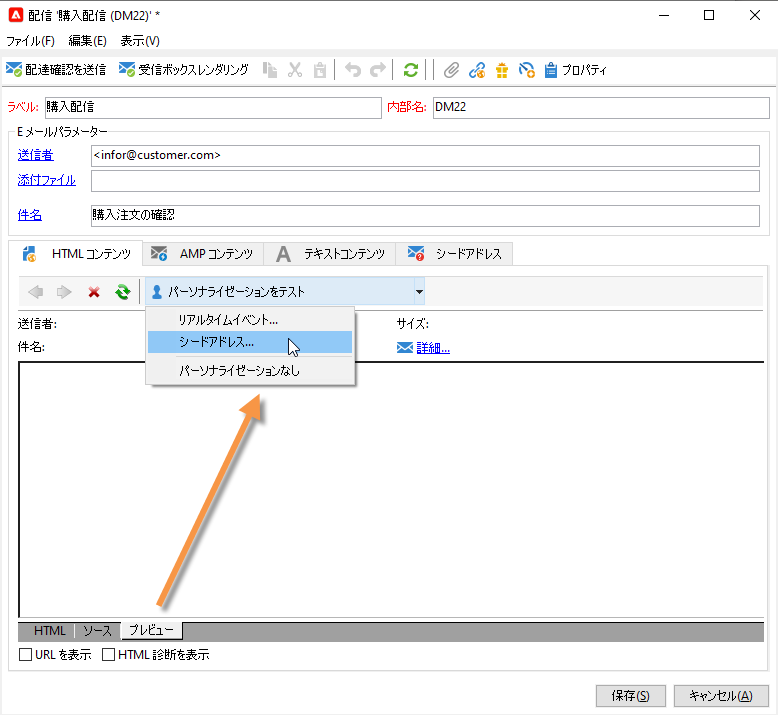 配信 '購入配信 (DM22)' *
ファイル(F) 編集(E) 表示(V)
配達確認を送信 受信ボックスレンダリング プロパティ
ラベル: 購入配信 内部名: DM22
Eメールパラメーター
送信者 <infor@customer.com>
添付ファイル
件名 購入注文の確認
HTML コンテンツ AMP コンテンツ テキストコンテンツ シードアドレス
パーソナライゼーションをテスト
送信者: リアルタイムイベント... サイズ:
件名: シードアドレス... 詳細...
パーソナライゼーションなし
HTML ソース プレビュー
URL を表示 HTML 診断を表示
保存(S) キャンセル(A)